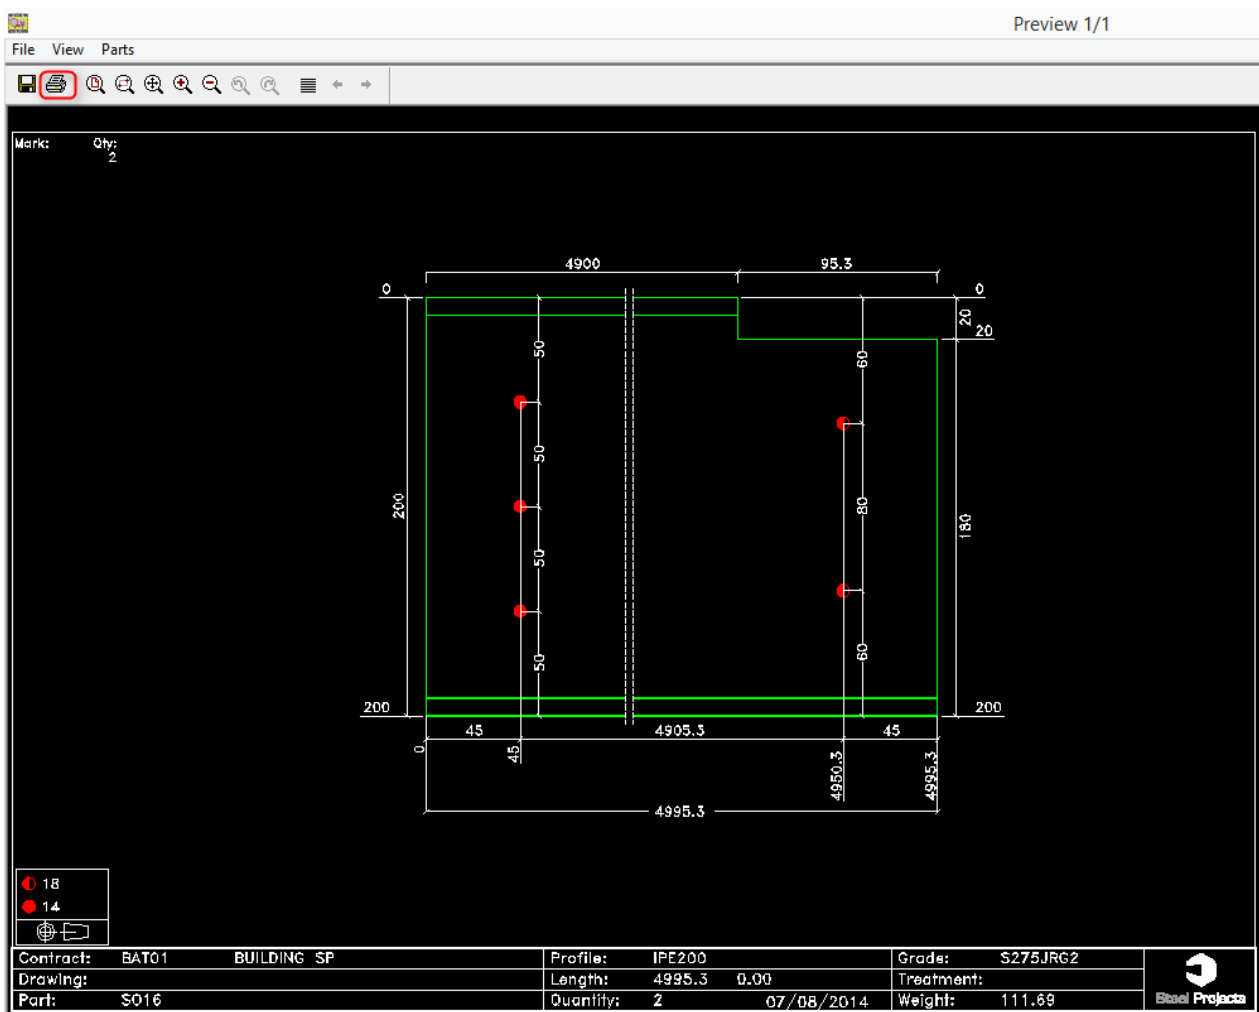 Preview 1/1
File View Parts
Mark: Qty:
2
4900 95.3
0 0
20
20
50 60
50
200 80 180
50
50 60
200 200
45 4905.3 45
0 45 4950.3 4995.3
4995.3
18
14
Contract: BAT01 BUILDING SP Profile: IPE200 Grade: S275JRG2
Drawing: Length: 4995.3 0.00 Treatment:
Part: S016 Quantity: 2 07/08/2014 Weight: 111.69
Steel Projects